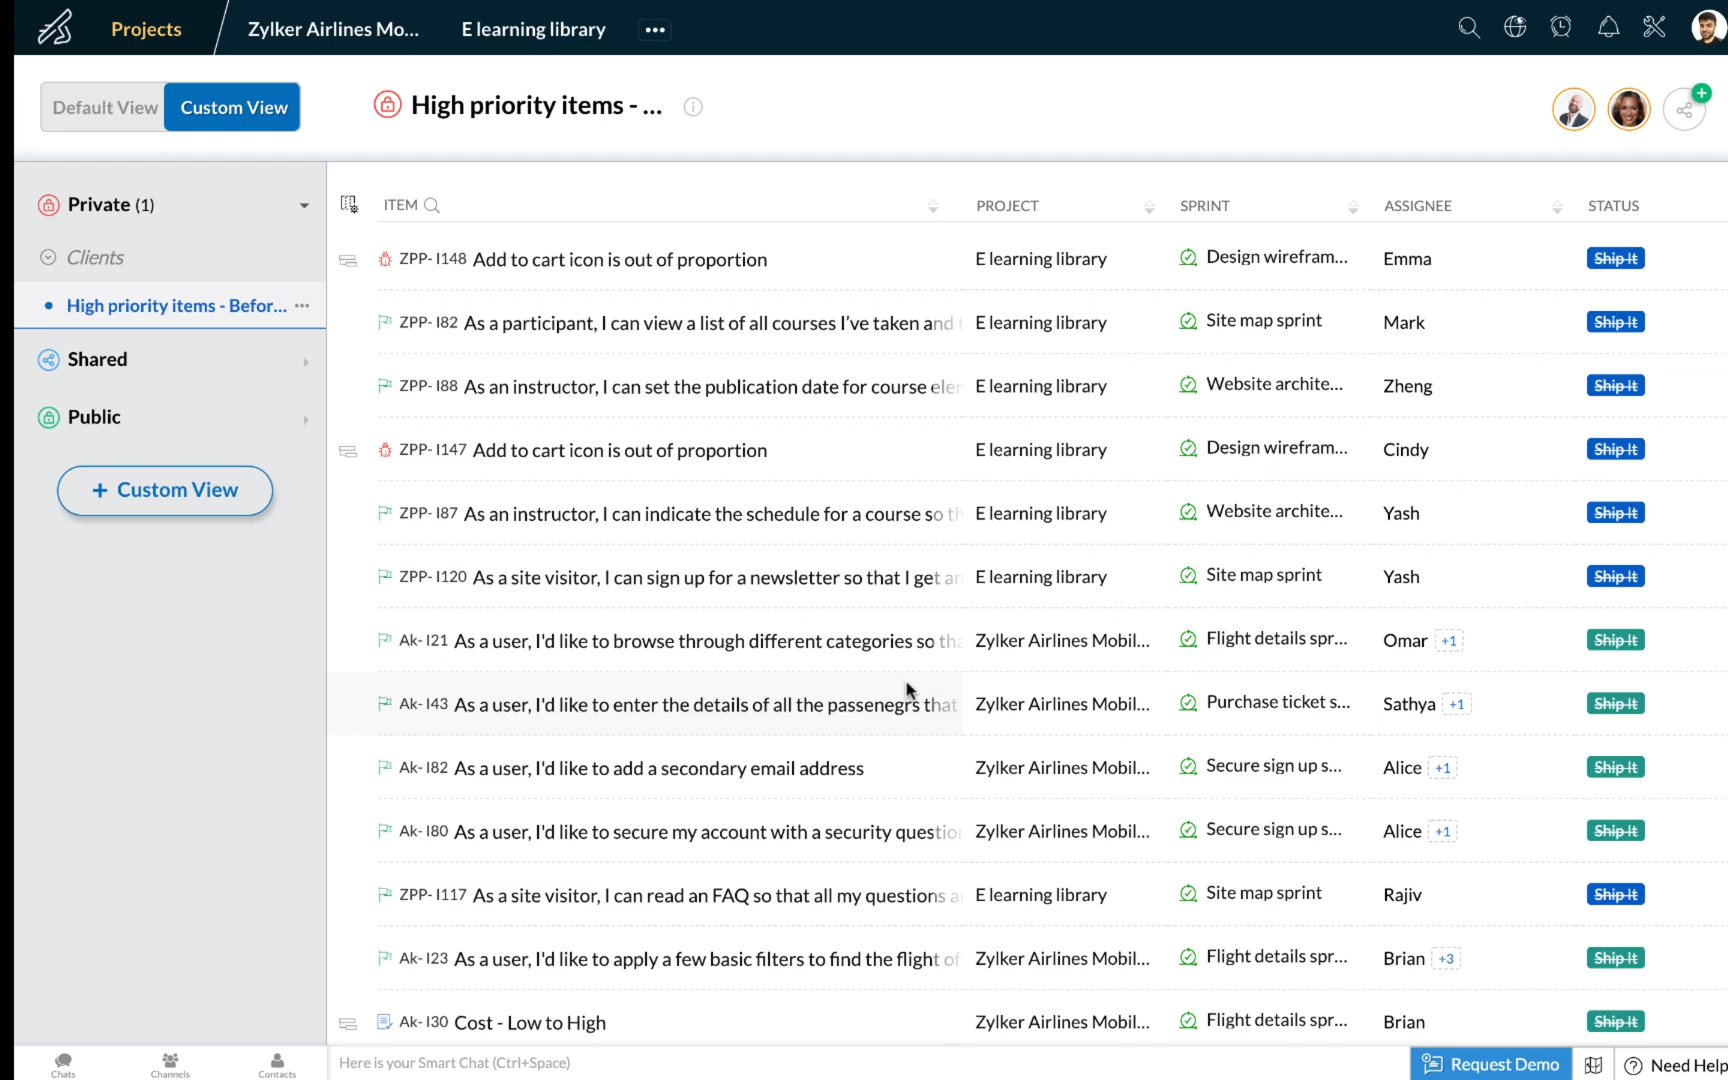 Projects
Zylker Airlines Mo...
E learning library
Default View
Custom View
High priority items - ...
Private (1)
Clients
High priority items - Befor...
Shared
Public
+ Custom View
ITEM PROJECT SPRINT ASSIGNEE STATUS
ZPP- I148 Add to cart icon is out of proportion E learning library Design wirefram... Emma Ship It
ZPP- I82 As a participant, I can view a list of all courses I've taken and E learning library Site map sprint Mark Ship It
ZPP- I88 As an instructor, I can set the publication date for course E learning library Website archite... Zheng Ship It
ZPP- I147 Add to cart icon is out of proportion E learning library Design wirefram... Cindy Ship It
ZPP- I87 As an instructor, I can indicate the schedule for a course so E learning library Website archite... Yash Ship It
ZPP- I120 As a site visitor, I can sign up for a newsletter so that I get E learning library Site map sprint Yash Ship It
Ak- I21 As a user, I'd like to browse through different categories so Zylker Airlines Mobil... Flight details spr... Omar +1 Ship It
Ak- I43 As a user, I'd like to enter the details of all the passenegrs that Zylker Airlines Mobil... Purchase ticket s... Sathya +1 Ship It
Ak- I82 As a user, I'd like to add a secondary email address Zylker Airlines Mobil... Secure sign up s... Alice +1 Ship It
Ak- I80 As a user, I'd like to secure my account with a security Zylker Airlines Mobil... Secure sign up s... Alice +1 Ship It
ZPP- I117 As a site visitor, I can read an FAQ so that all my questions E learning library Site map sprint Rajiv Ship It
Ak- I23 As a user, I'd like to apply a few basic filters to find the flight of Zylker Airlines Mobil... Flight details spr... Brian +3 Ship It
Ak- I30 Cost - Low to High Zylker Airlines Mobil... Flight details spr... Brian Ship It
Chats
Channels
Contacts
Here is your Smart Chat (Ctrl+Space)
Request Demo
Need Help